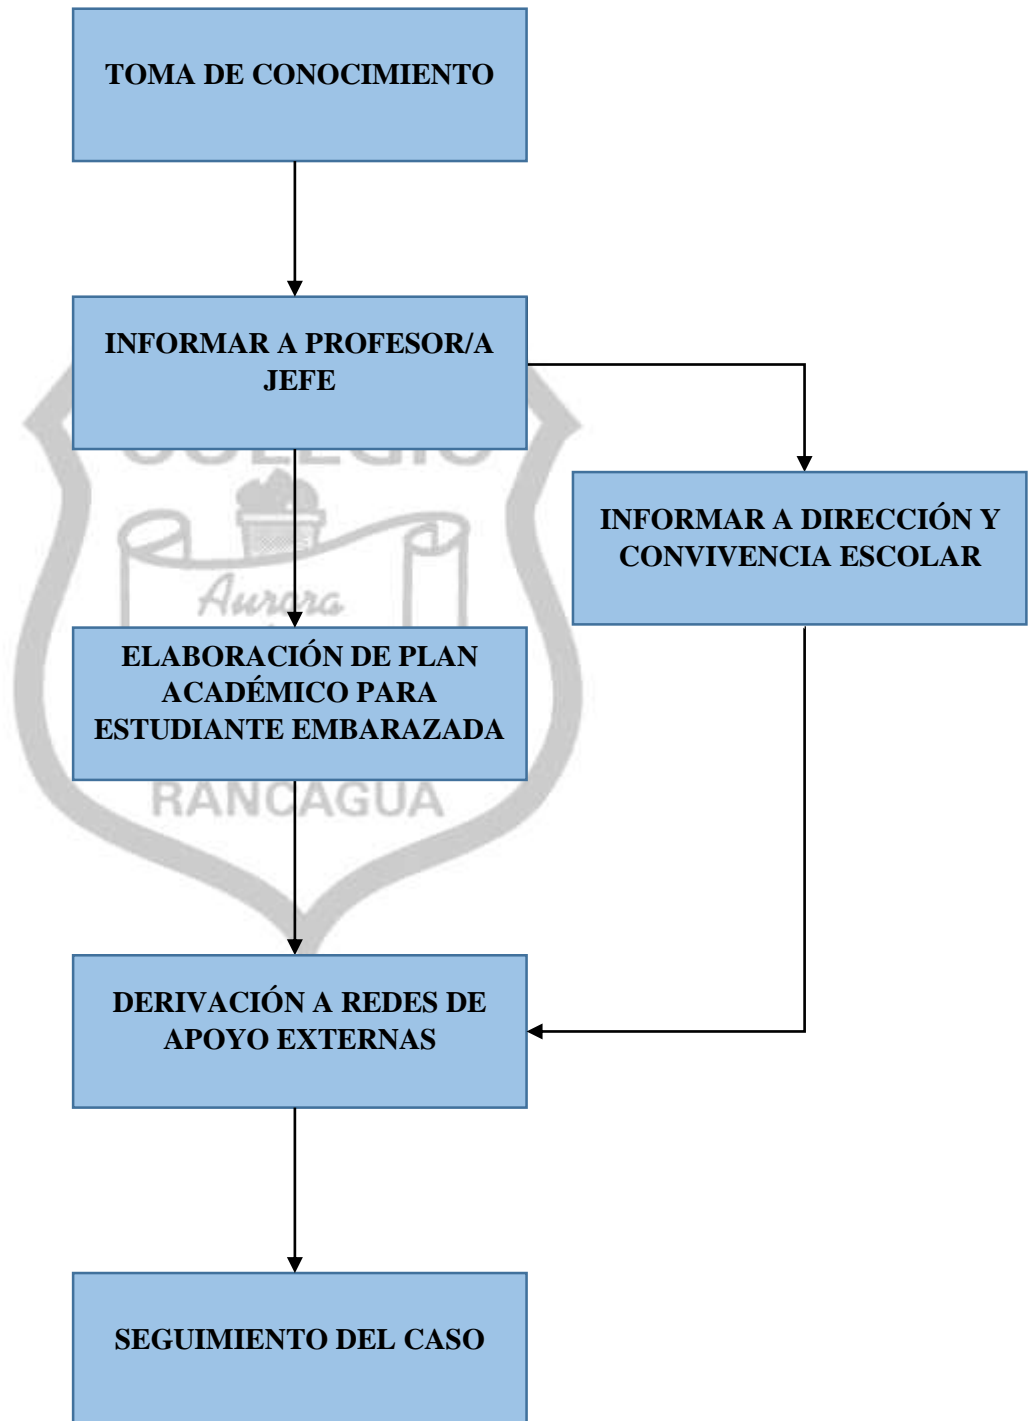 TOMA DE CONOCIMIENTO
INFORMAR A PROFESOR/A
JEFE
COLEGIO
INFORMAR A DIRECCIÓN Y
CONVIVENCIA ESCOLAR
Aurora
ELABORACIÓN DE PLAN
ACADÉMICO PARA
ESTUDIANTE EMBARAZADA
RANCAGUA
DERIVACIÓN A REDES DE
APOYO EXTERNAS
SEGUIMIENTO DEL CASO